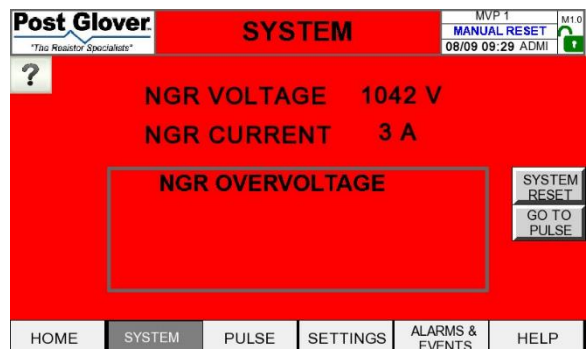 Post Glover.
"The Resistor Specialists"
SYSTEM
MVP 1
MANUAL RESET
08/09 09:29 ADMI
M1.0
?
NGR VOLTAGE 1042 V
NGR CURRENT 3 A
NGR OVERVOLTAGE
SYSTEM
RESET
GO TO
PULSE
HOME
SYSTEM
PULSE
SETTINGS
ALARMS &
EVENTS
HELP